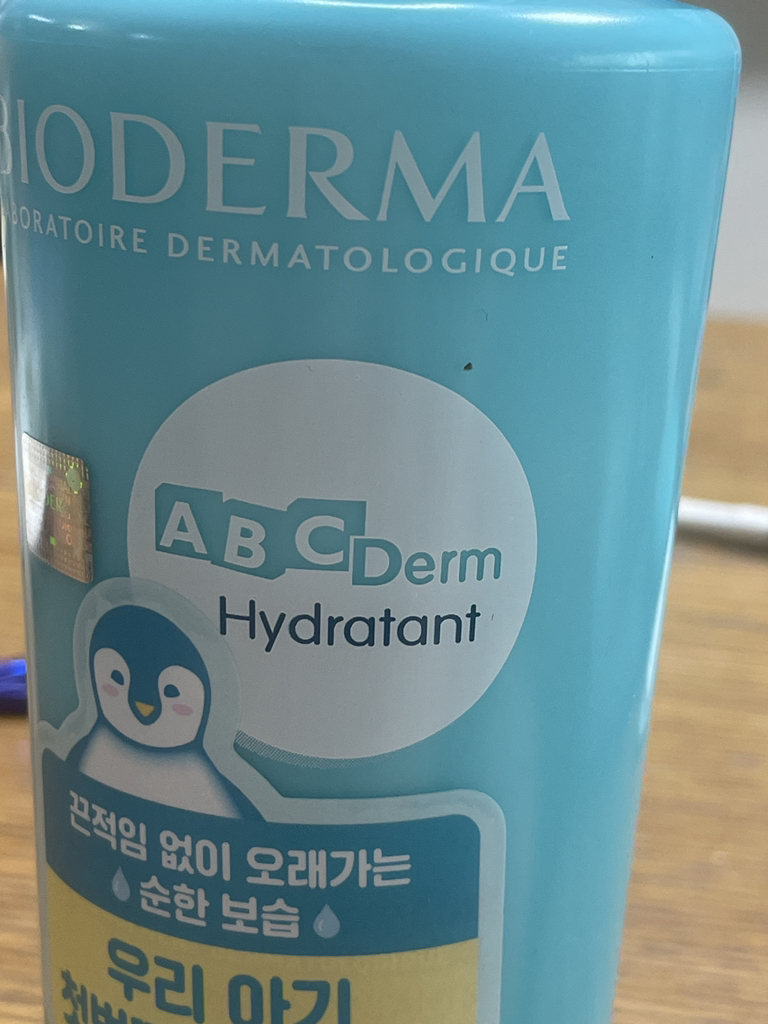 BIODERMA
LABORATOIRE DERMATOLOGIQUE
ABCDerm
Hydratant
끈적임 없이 오래가는
순한 보습
우리 아기